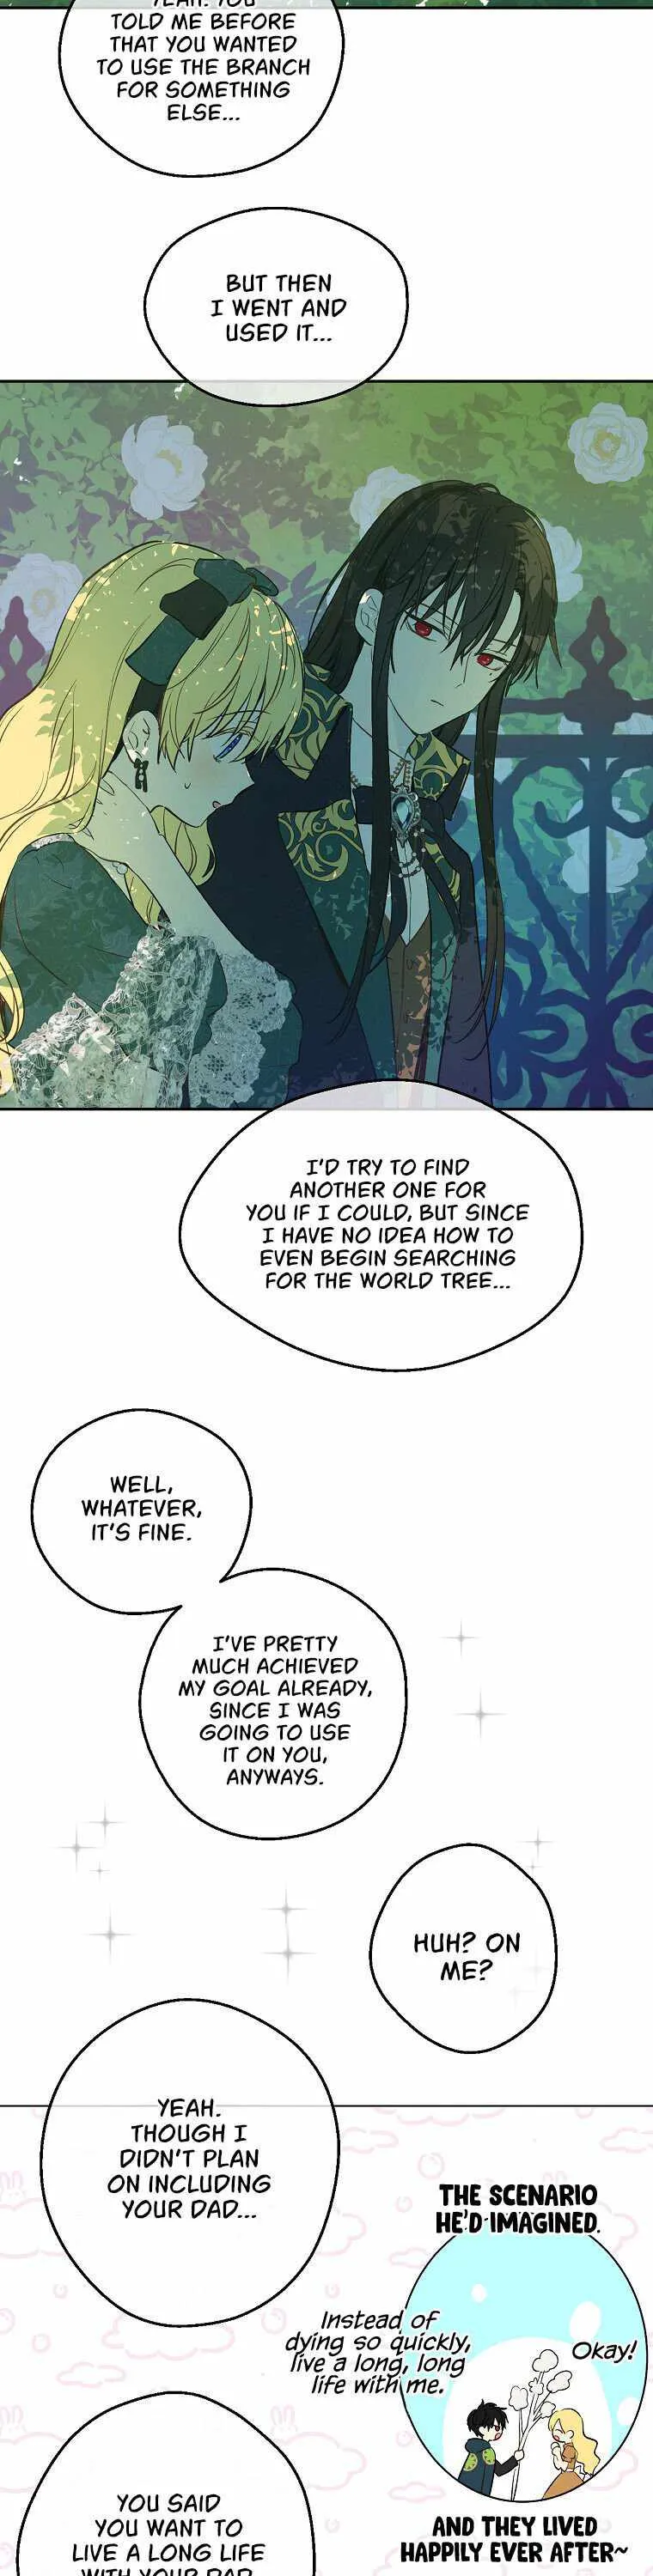 YEAH. YOU
TOLD ME BEFORE
THAT YOU WANTED
TO USE THE BRANCH
FOR SOMETHING
ELSE...
BUT THEN
I WENT AND
USED IT...
I'D TRY TO FIND
ANOTHER ONE FOR
YOU IF I COULD, BUT SINCE
I HAVE NO IDEA HOW TO
EVEN BEGIN SEARCHING
FOR THE WORLD TREE...
WELL,
WHATEVER,
IT'S FINE.
I'VE PRETTY
MUCH ACHIEVED
MY GOAL ALREADY,
SINCE I WAS
GOING TO USE
IT ON YOU,
ANYWAYS.
HUH? ON
ME?
YEAH.
THOUGH I
DIDN'T PLAN
ON INCLUDING
YOUR DAD...
THE SCENARIO
HE'D IMAGINED.
Instead of
dying so quickly,
live a long, long
life with me.
Okay!
AND THEY LIVED
HAPPILY EVER AFTER~
YOU SAID
YOU WANT TO
LIVE A LONG LIFE
WITH YOUR DAD